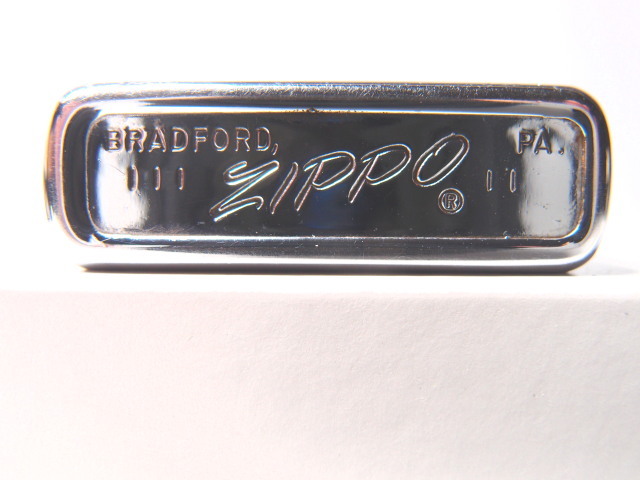 BRADFORD, PA.
||| ZIPPO ® ||